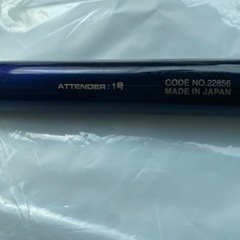 ATTENDER:1号
CODE NO.22856
MADE IN JAPAN